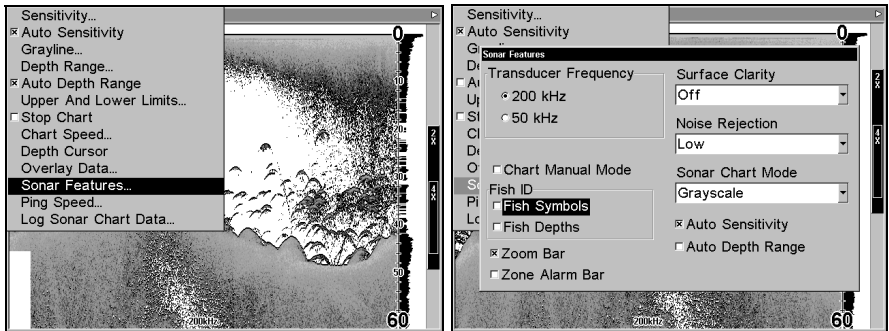 Sensitivity...
Auto Sensitivity
Grayline...
Depth Range...
Auto Depth Range
Upper And Lower Limits...
Stop Chart
Chart Speed...
Depth Cursor
Overlay Data...
Sonar Features...
Ping Speed...
Log Sonar Chart Data...
0
10
20
30
40
50
60
2X
4X
200kHz
Sensitivity...
Auto Sensitivity
0
Sonar Features
Transducer Frequency
200 kHz
50 kHz
Chart Manual Mode
Fish ID
Fish Symbols
Fish Depths
Zoom Bar
Zone Alarm Bar
Surface Clarity
Off
Noise Rejection
Low
Sonar Chart Mode
Grayscale
Auto Sensitivity
Auto Depth Range
2X
4X
200kHz
60